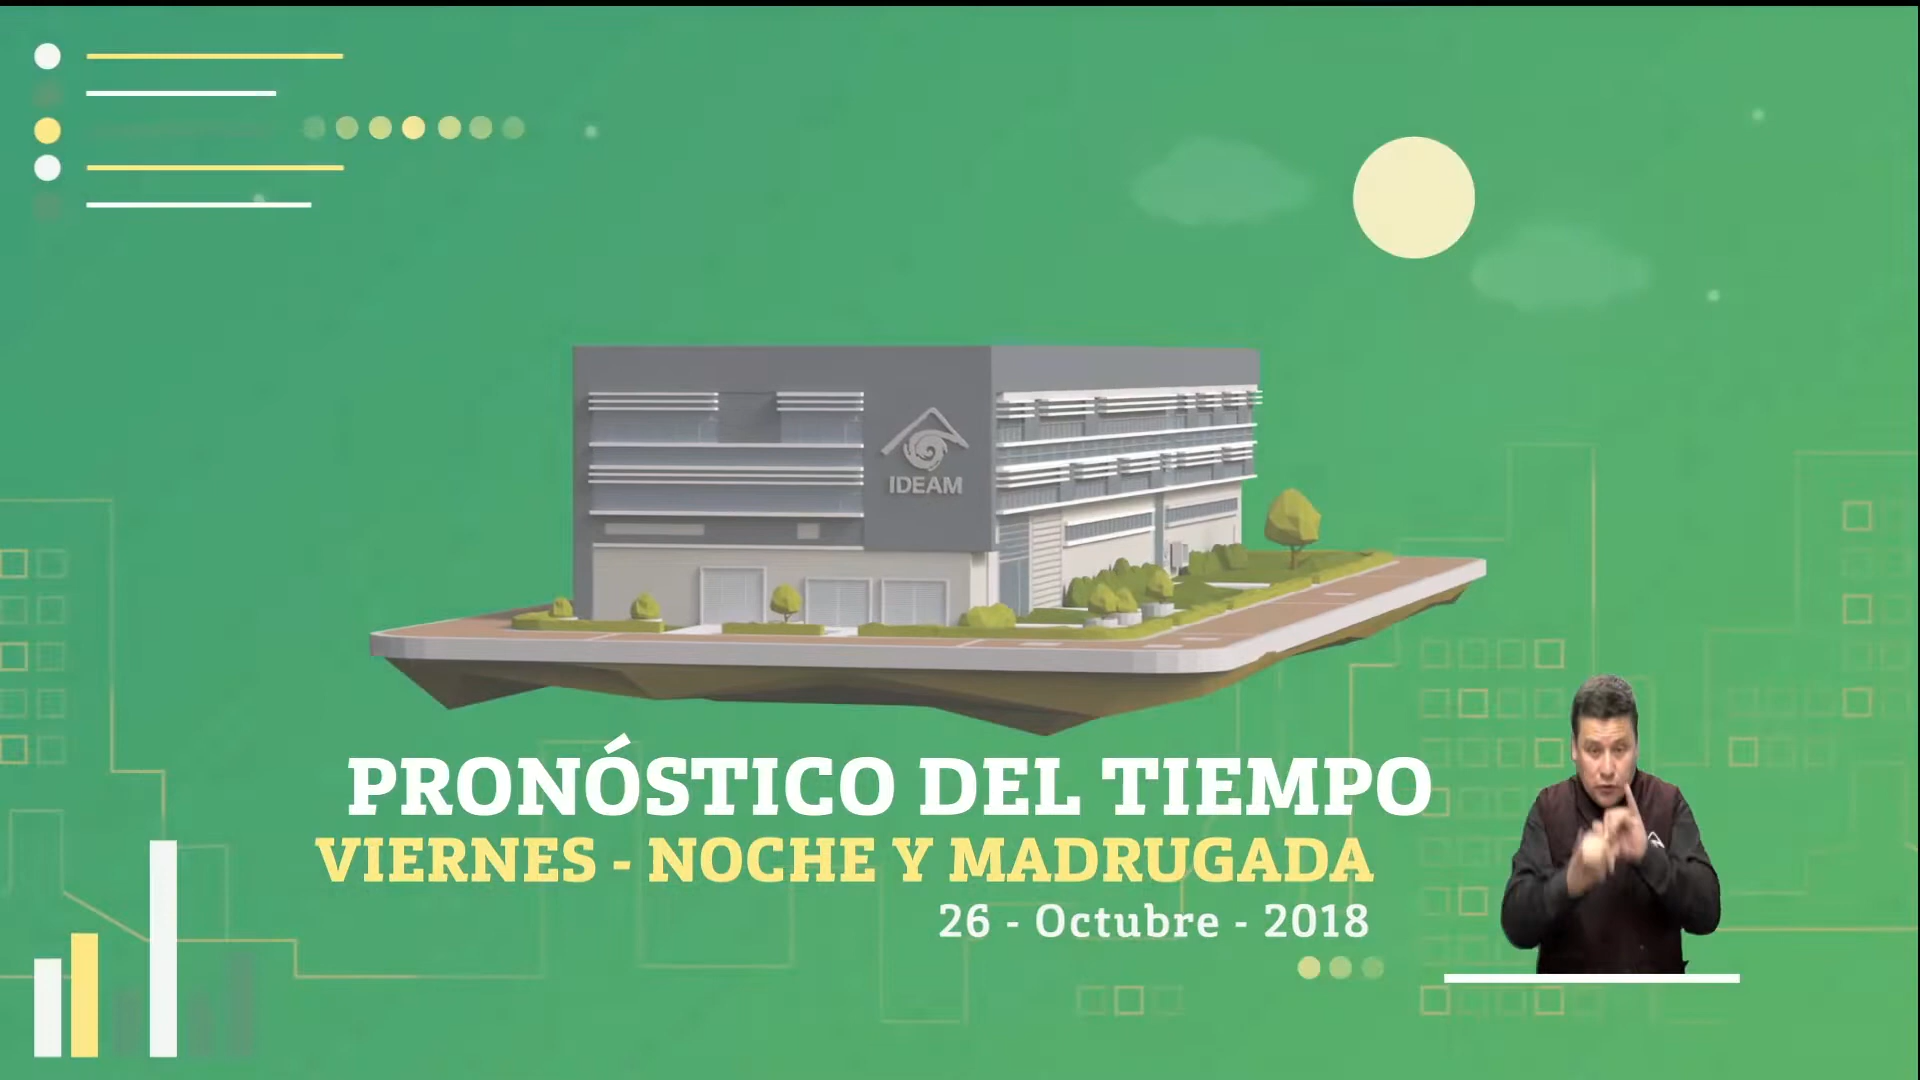 IDEAM
PRONÓSTICO DEL TIEMPO
VIERNES - NOCHE Y MADRUGADA
26 - Octubre - 2018